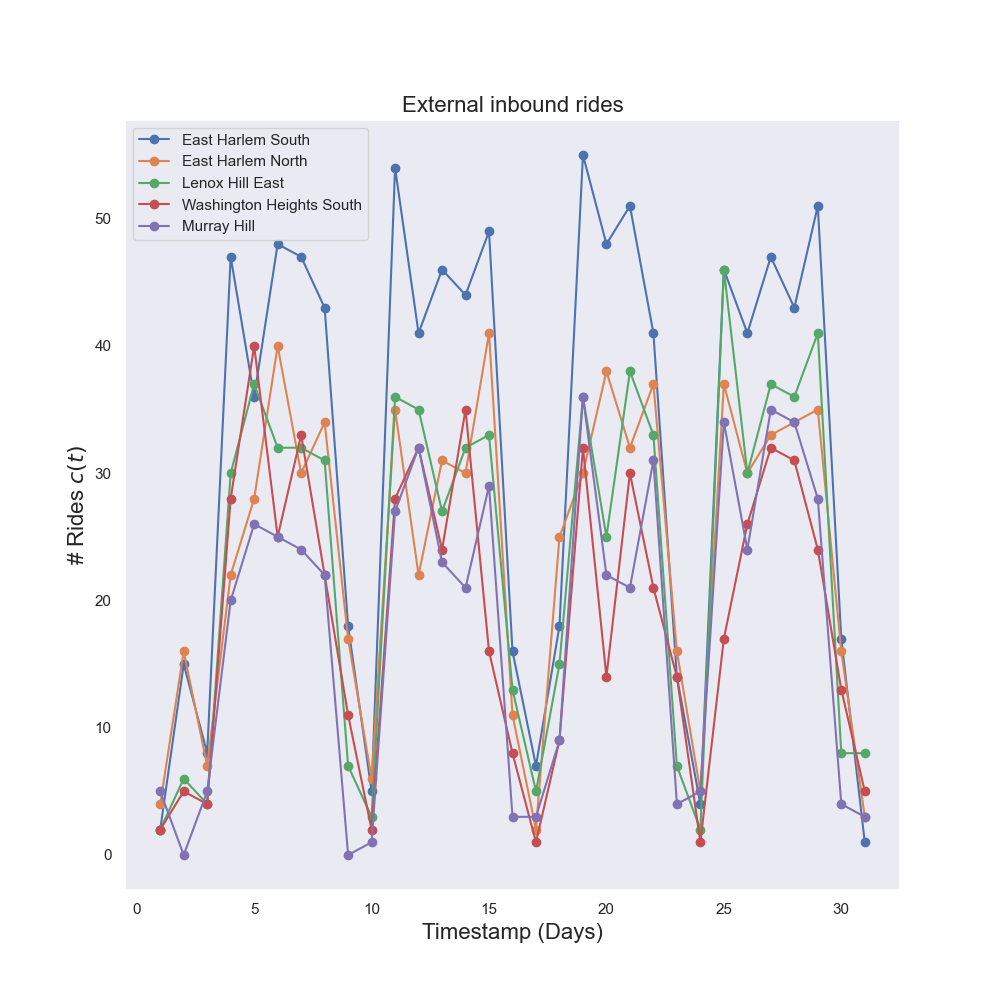 External inbound rides
East Harlem South
East Harlem North
Lenox Hill East
Washington Heights South
Murray Hill
# Rides c(t)
50
40
30
20
10
0
0 5 10 15 20 25 30
Timestamp (Days)